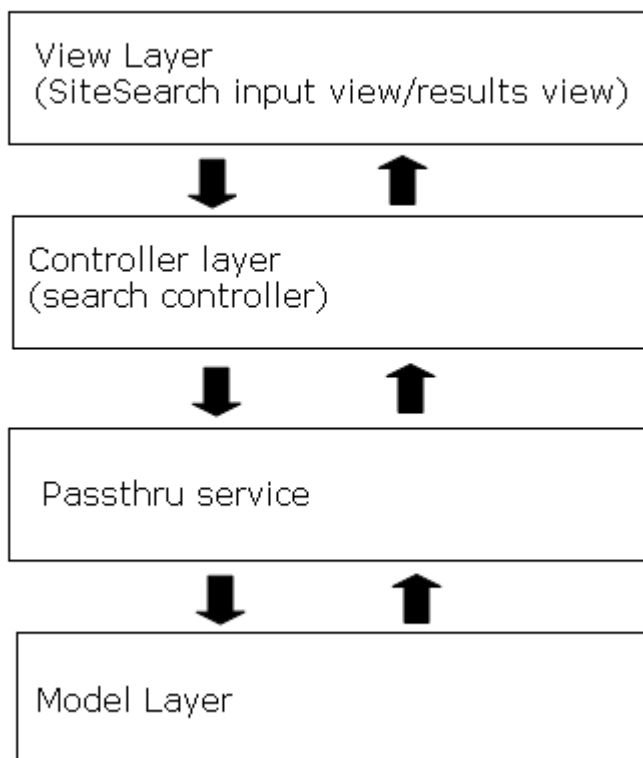 View Layer
(SiteSearch input view/results view)
Controller layer
(search controller)
Passthru service
Model Layer